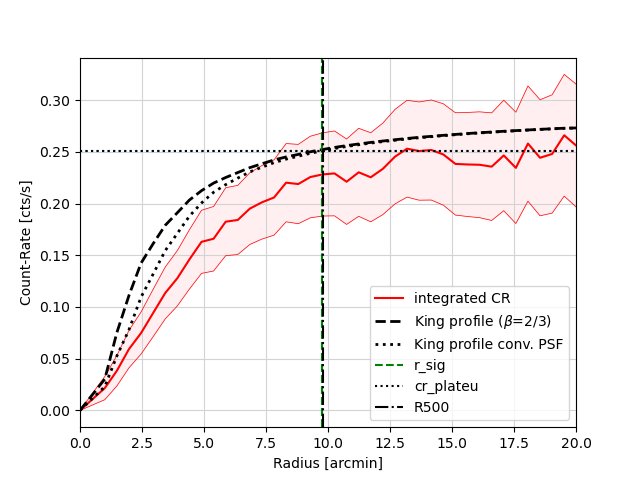 0.30
0.25
0.20
0.15
0.10
0.05
0.00
Count-Rate [cts/s]
integrated CR
King profile (β=2/3)
King profile conv. PSF
r_sig
cr_plateu
R500
0.0 2.5 5.0 7.5 10.0 12.5 15.0 17.5 20.0
Radius [arcmin]